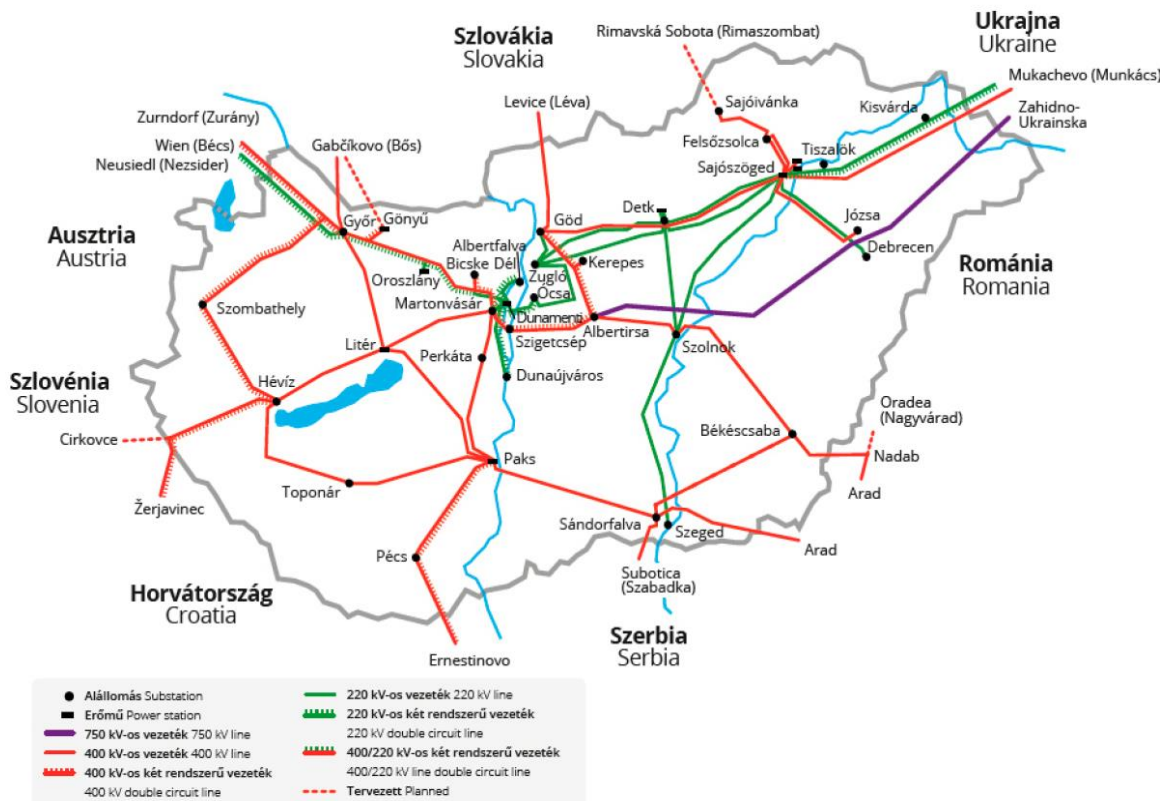 Szlovákia
Slovakia
Rimavská Sobota (Rimaszombat)
Ukrajna
Ukraine
Mukachevo (Munkács)
Levice (Léva)
Zurndorf (Zurány)
Sajóivánka
Kisvárda
Zahidno-
Ukrainska
Wien (Bécs)
Gabčíkovo (Bős)
Felsőzsolca
Neusiedl (Nezsider)
Tiszalök
Sajószöged
Gönyű
Detk
Józsa
Győr
Göd
Ausztria
Austria
Albertfalva
Debrecen
Bicske Dél
Zugló
Kerepes
Románia
Romania
Oroszlány
Ócsa
Szombathely
Martonvásár
Dunamenti
Albertirsa
Szigetcsép
Litér
Perkáta
Szolnok
Szlovénia
Slovenia
Hévíz
Dunaújváros
Oradea
(Nagyvárad)
Cirkovce
Békéscsaba
Nadab
Paks
Toponár
Arad
Žerjavinec
Sándorfalva
Szeged
Arad
Pécs
Subotica
(Szabadka)
Horvátország
Croatia
Szerbia
Serbia
Ernestinovo
Alállomás Substation
Erőmű Power station
750 kV-os vezeték 750 kV line
400 kV-os vezeték 400 kV line
400 kV-os két rendszerű vezeték
400 kV double circuit line
220 kV-os vezeték 220 kV line
220 kV-os két rendszerű vezeték
220 kV double circuit line
400/220 kV-os két rendszerű vezeték
400/220 kV line double circuit line
Tervezett Planned